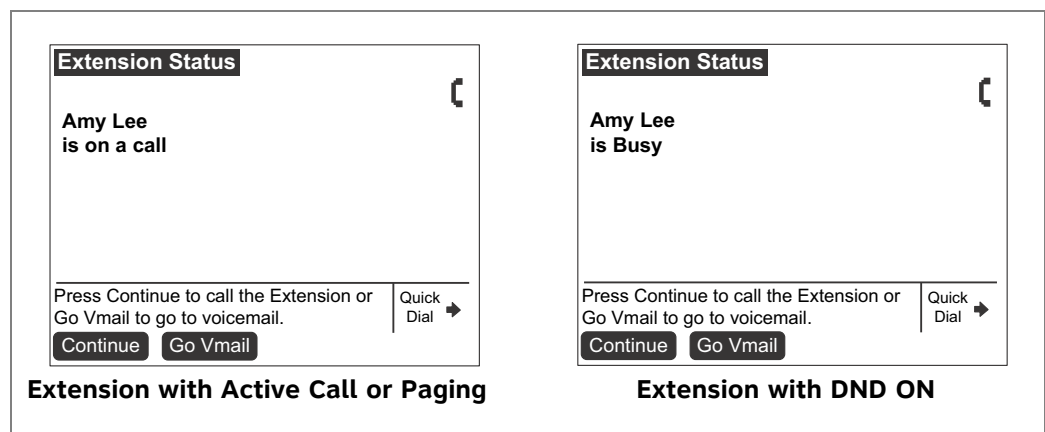 Extension Status
Amy Lee
is on a call
Press Continue to call the Extension or
Go Vmail to go to voicemail.
Quick
Dial
Continue
Go Vmail
Extension with Active Call or Paging
Extension Status
Amy Lee
is Busy
Press Continue to call the Extension or
Go Vmail to go to voicemail.
Quick
Dial
Continue
Go Vmail
Extension with DND ON